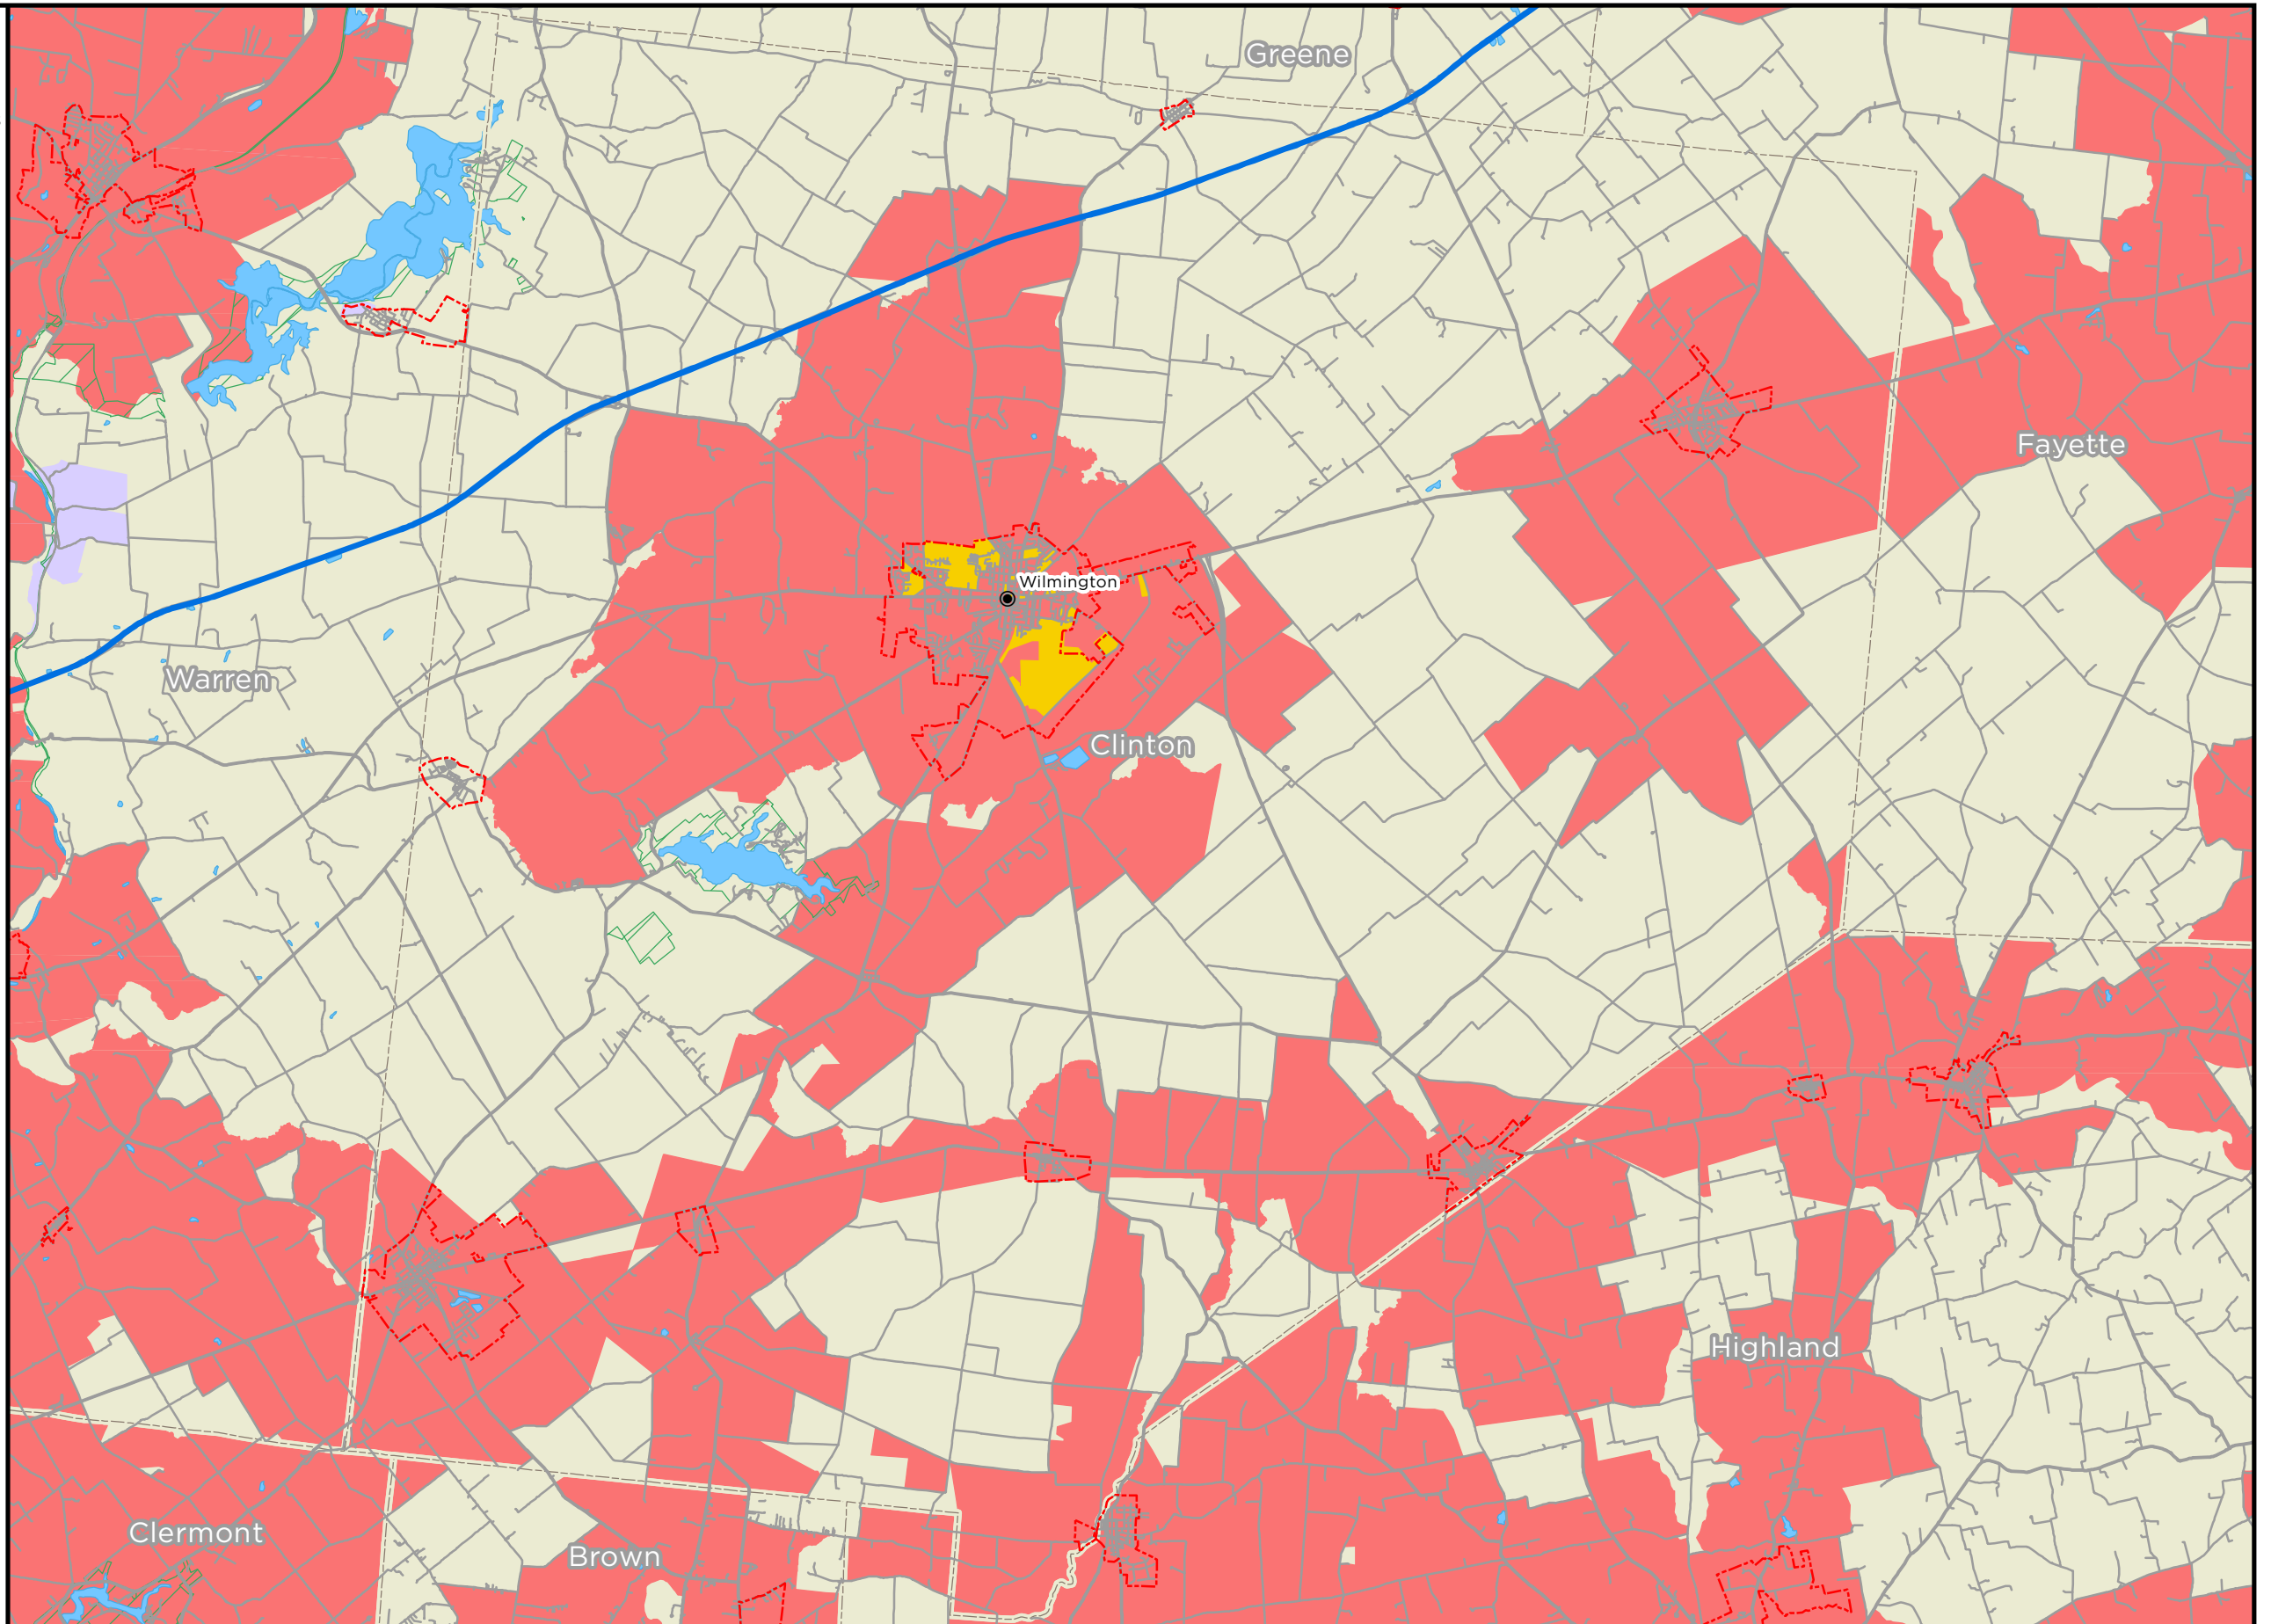 Greene
Fayette
Wilmington
Warren
Clinton
Highland
Clermont
Brown